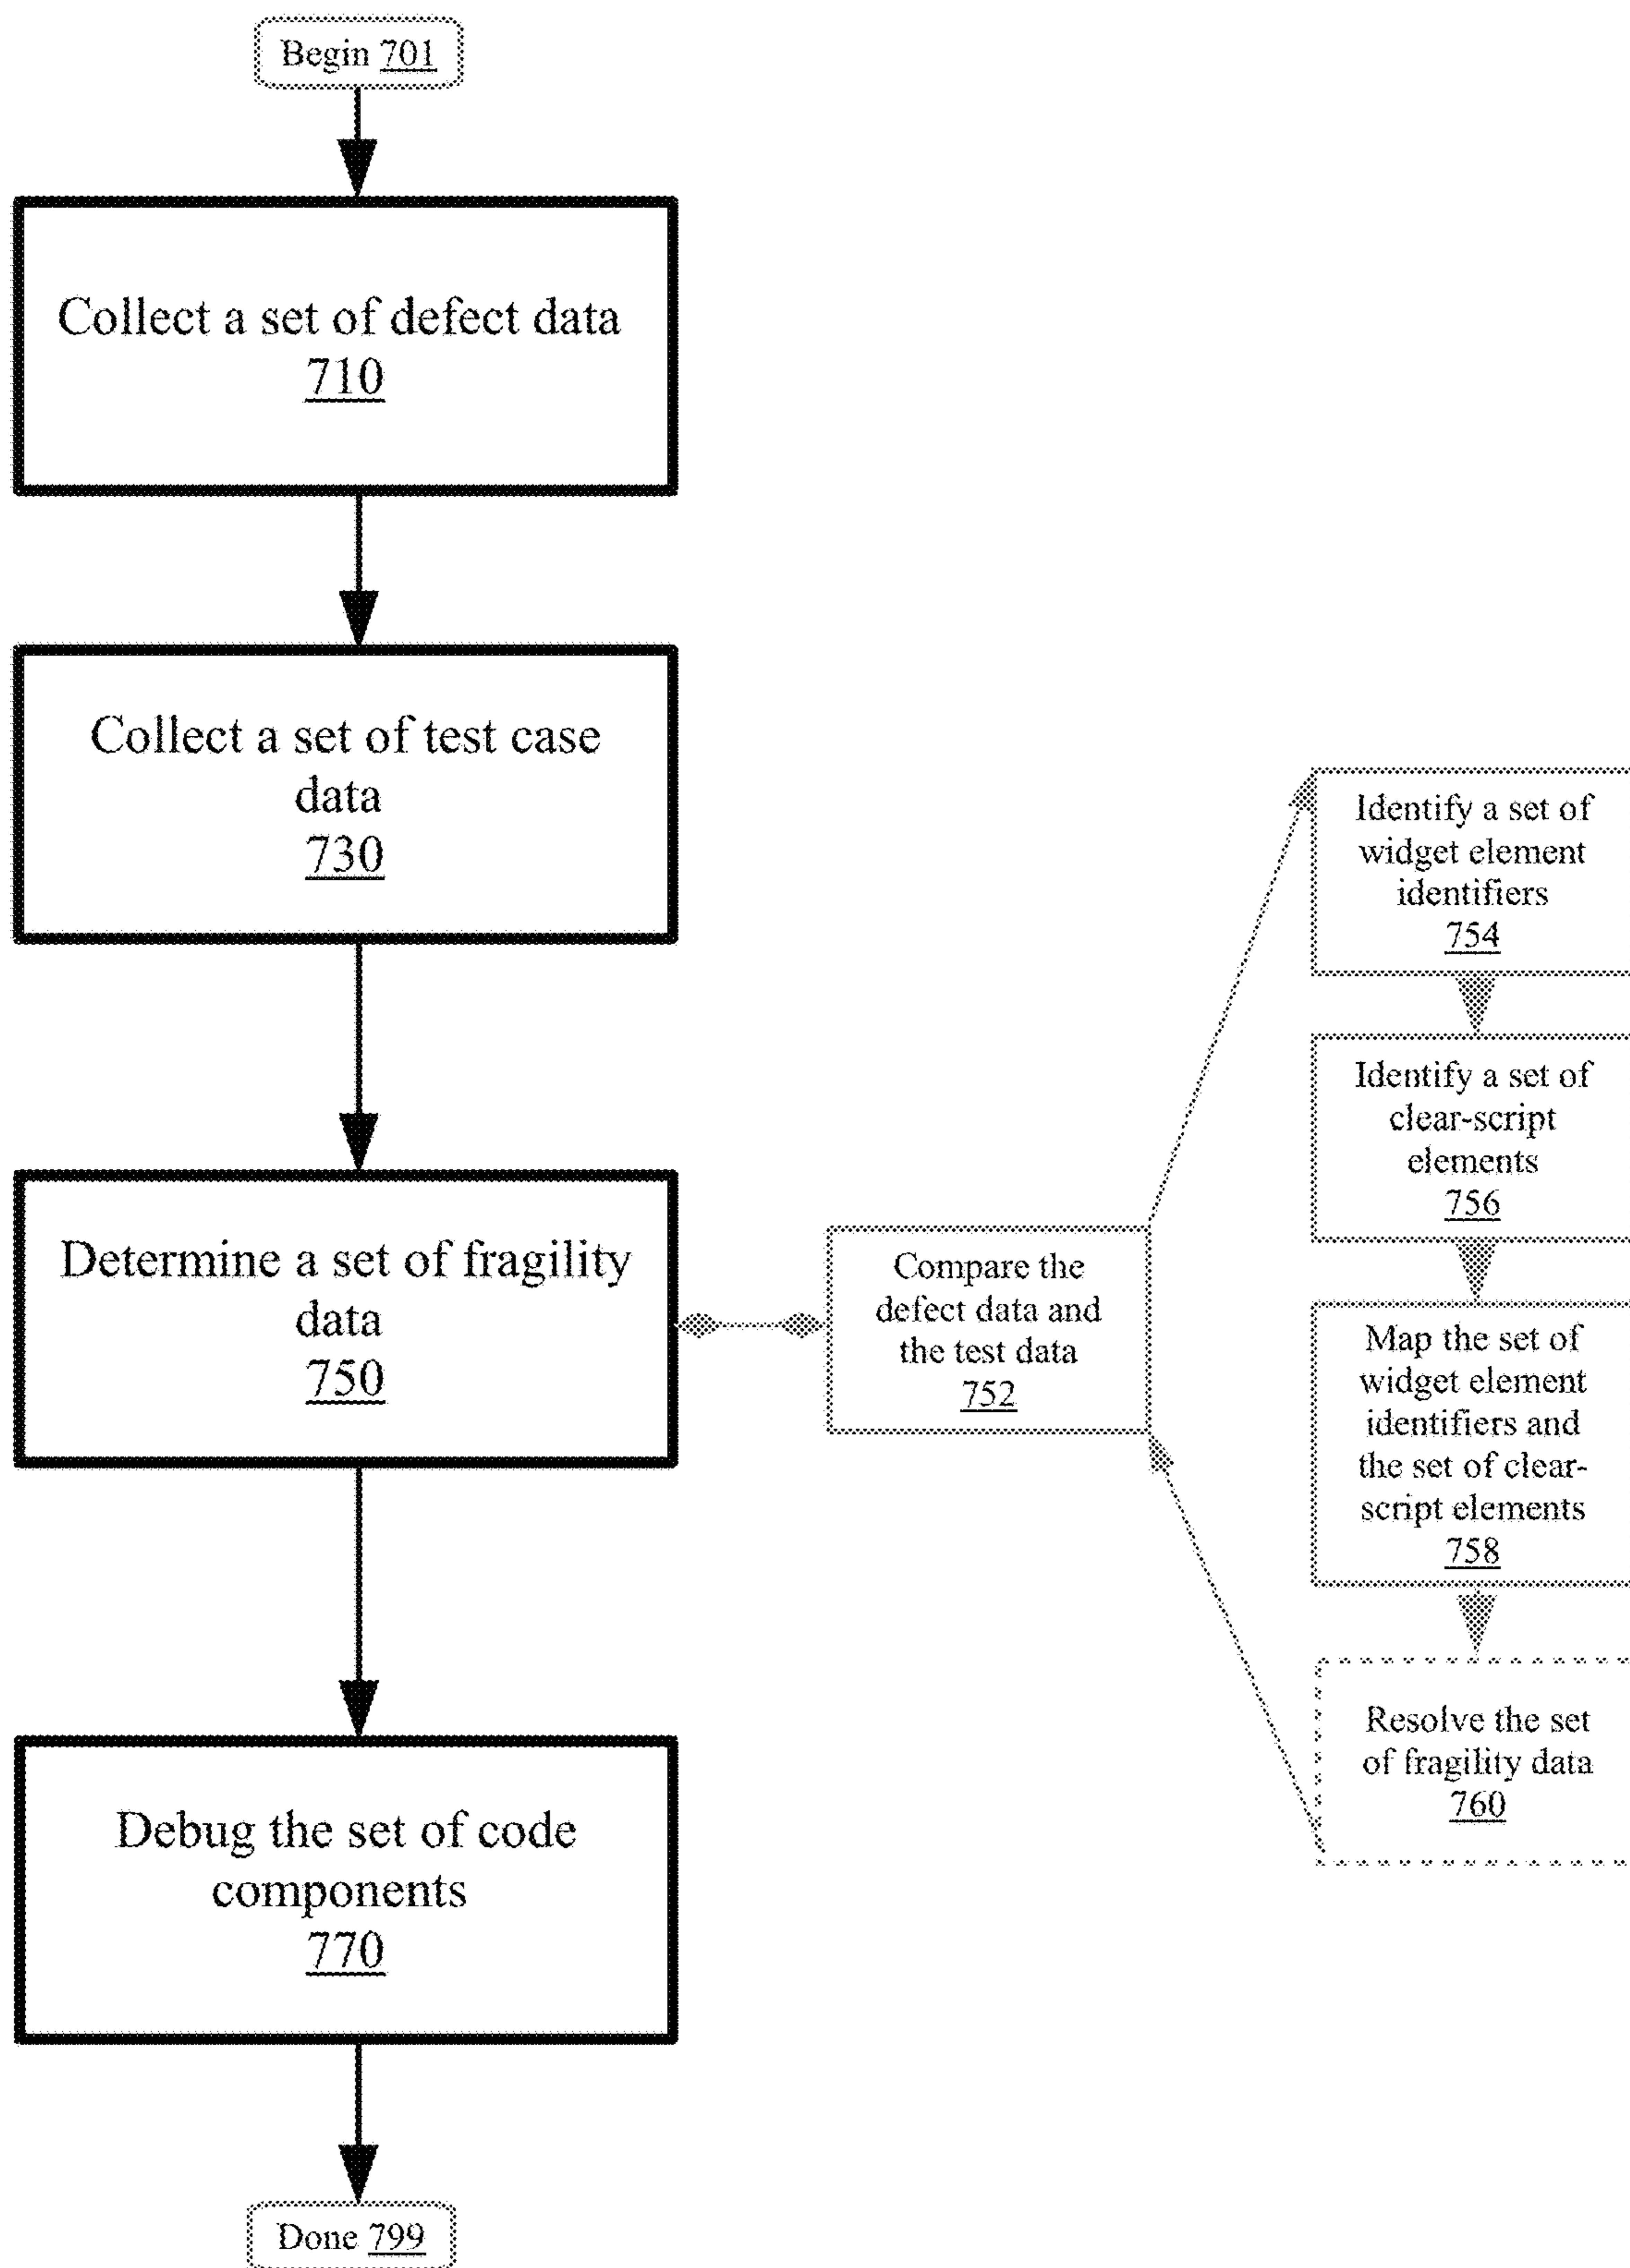 Begin 701
Collect a set of defect data
710
Collect a set of test case
data
730
Determine a set of fragility
data
750
Debug the set of code
components
770
Done 799
Compare the
defect data and
the test data
752
Identify a set of
widget element
identifiers
754
Identify a set of
clear-script
elements
756
Map the set of
widget element
identifiers and
the set of clear-
script elements
758
Resolve the set
of fragility data
760